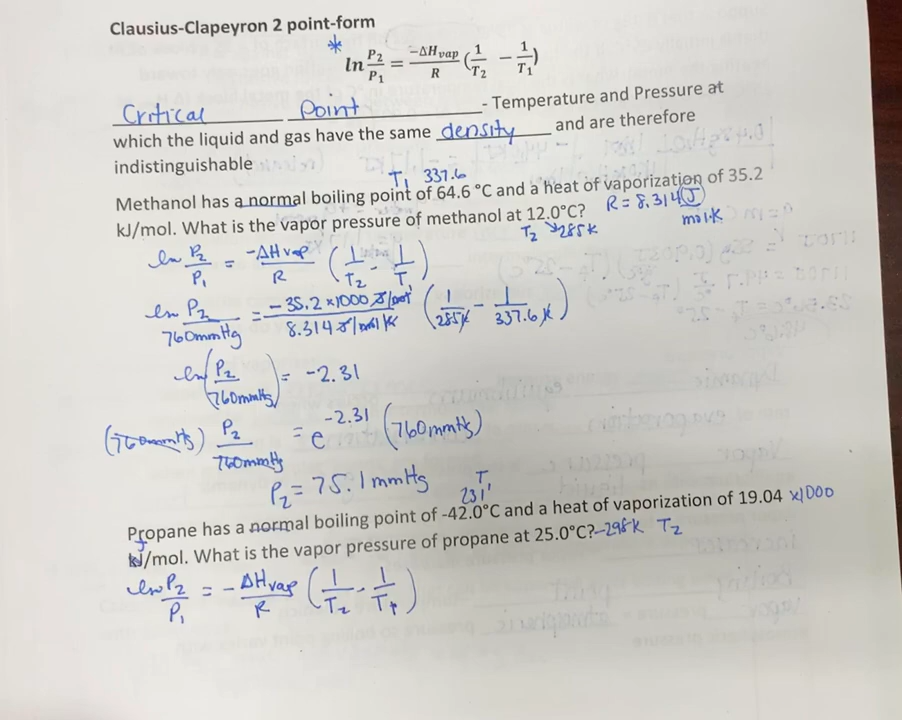 Clausius-Clapeyron 2 point-form
* ln P₂/P₁ = -ΔHvap/R (1/T₂ - 1/T₁)
Critical Point - Temperature and Pressure at
which the liquid and gas have the same density and are therefore
indistinguishable
T₁ 337.6
Methanol has a normal boiling point of 64.6 °C and a heat of vaporization of 35.2
kJ/mol. What is the vapor pressure of methanol at 12.0°C? R = 8.314 J/mol·K
T₂ → 285K
ln P₂/P₁ = -ΔHvap/R (1/T₂ - 1/T₁)
ln P₂/760mmHg = -35.2 x1000 J/mol / 8.314 J/mol/K (1/285K - 1/337.6K)
ln(P₂/760mmHg) = -2.31
(760mmHg) P₂/760mmHg = e^-2.31 (760mmHg)
P₂ = 75.1 mmHg
T₁
231
Propane has a normal boiling point of -42.0°C and a heat of vaporization of 19.04 x1000
J
kJ/mol. What is the vapor pressure of propane at 25.0°C? -298K T₂
ln P₂/P₁ = -ΔHvap/R (1/T₂ - 1/T₁)